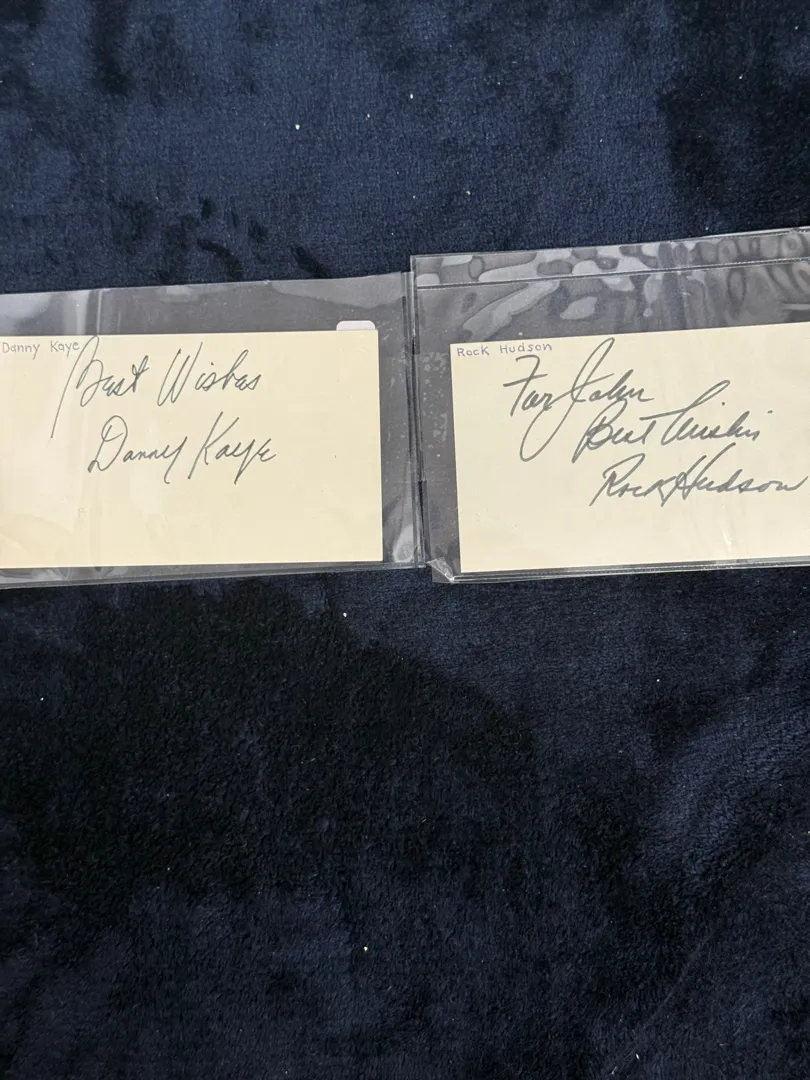 Danny Kaye
Best Wishes
Danny Kaye
Rock Hudson
For John
Best Wishes
Rock Hudson